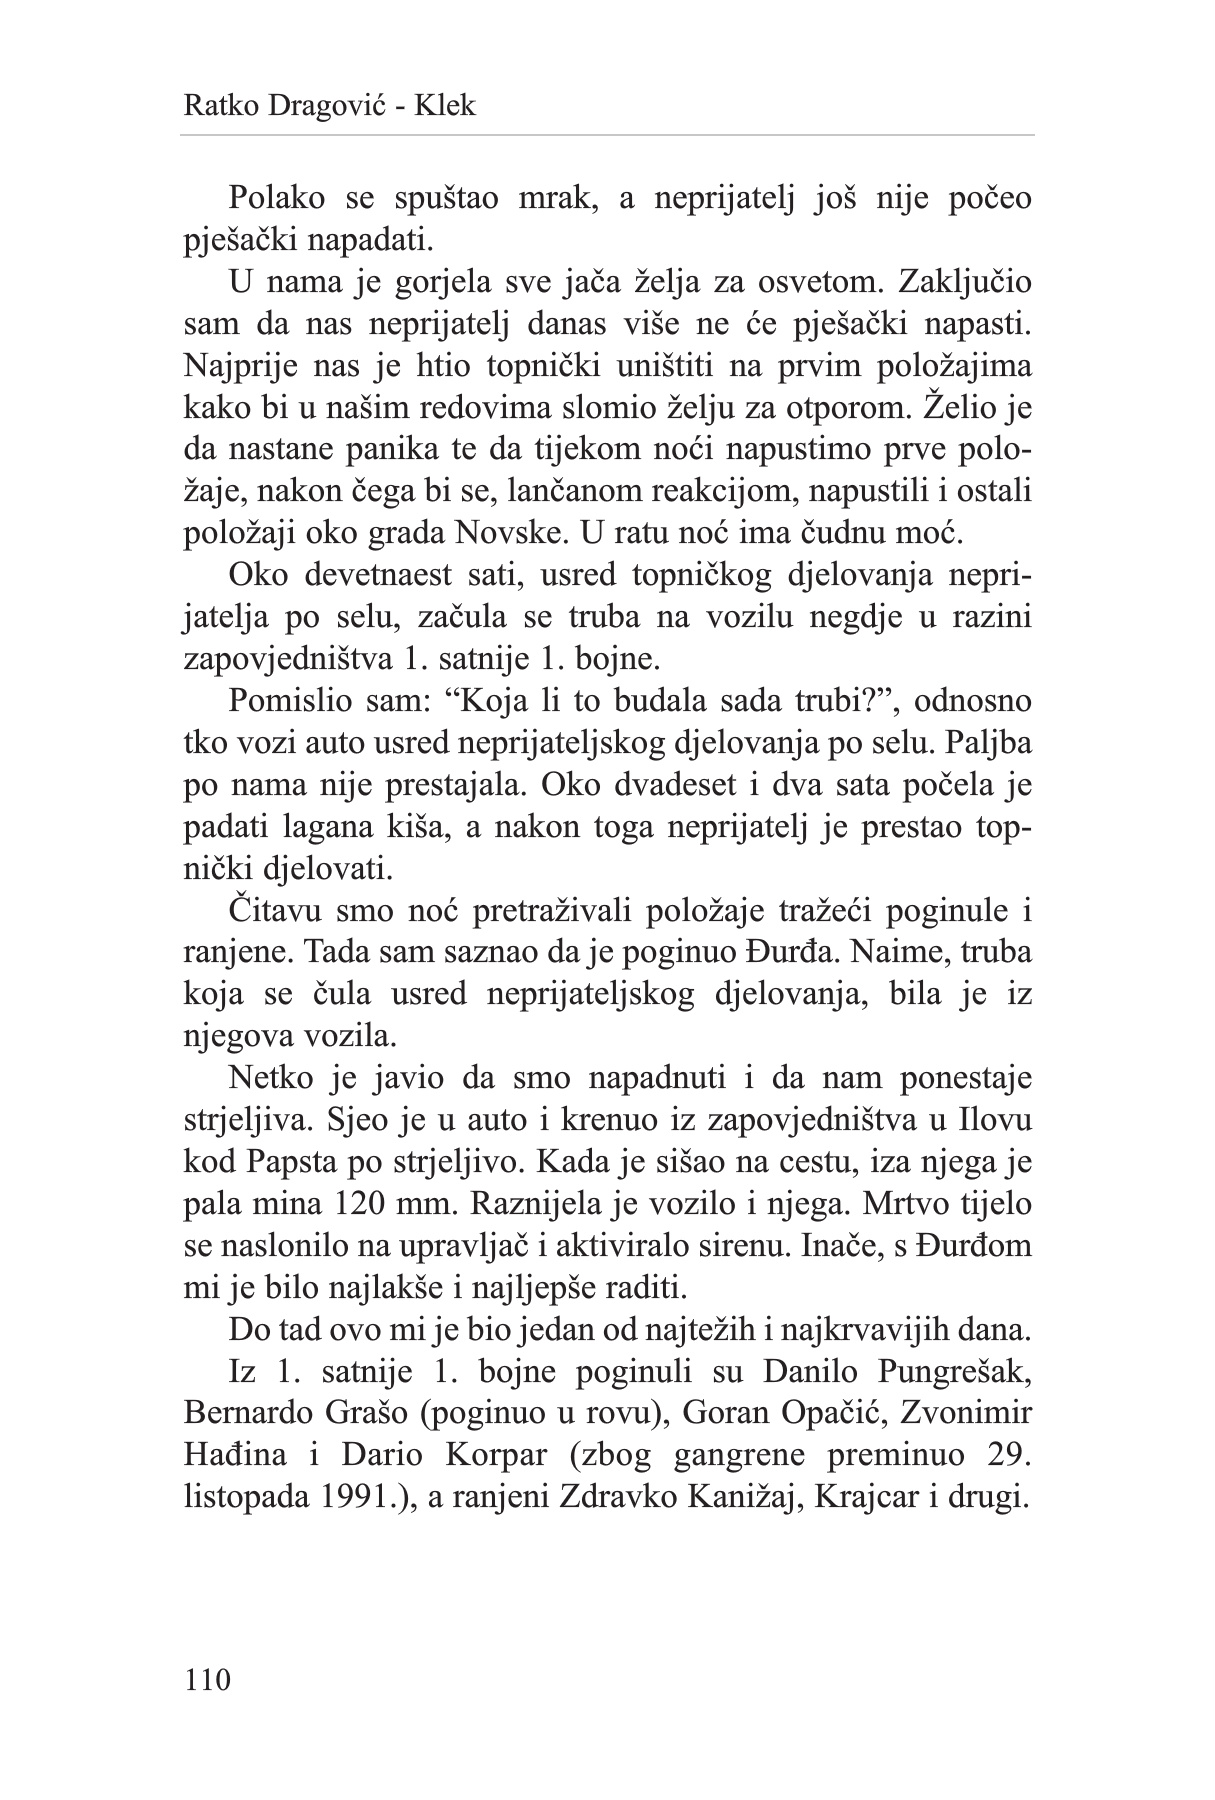 Ratko Dragović - Klek
Polako se spuštao mrak, a neprijatelj još nije počeo
pješački napadati.
U nama je gorjela sve jača želja za osvetom. Zaključio
sam da nas neprijatelj danas više ne će pješački napasti.
Najprije nas je htio topnički uništiti na prvim položajima
kako bi u našim redovima slomio želju za otporom. Želio je
da nastane panika te da tijekom noći napustimo prve polo-
žaje, nakon čega bi se, lančanom reakcijom, napustili i ostali
položaji oko grada Novske. U ratu noć ima čudnu moć.
Oko devetnaest sati, usred topničkog djelovanja nepri-
jatelja po selu, začula se truba na vozilu negdje u razini
zapovjedništva 1. satnije 1. bojne.
Pomislio sam: “Koja li to budala sada trubi?”, odnosno
tko vozi auto usred neprijateljskog djelovanja po selu. Paljba
po nama nije prestajala. Oko dvadeset i dva sata počela je
padati lagana kiša, a nakon toga neprijatelj je prestao top-
nički djelovati.
Čitavu smo noć pretraživali položaje tražeći poginule i
ranjene. Tada sam saznao da je poginuo Đurđa. Naime, truba
koja se čula usred neprijateljskog djelovanja, bila je iz
njegova vozila.
Netko je javio da smo napadnuti i da nam ponestaje
strjeljiva. Sjeo je u auto i krenuo iz zapovjedništva u Ilovu
kod Papsta po strjeljivo. Kada je sišao na cestu, iza njega je
pala mina 120 mm. Raznijela je vozilo i njega. Mrtvo tijelo
se naslonilo na upravljač i aktiviralo sirenu. Inače, s Đurđom
mi je bilo najlakše i najljepše raditi.
Do tad ovo mi je bio jedan od najtežih i najkrvavijih dana.
Iz 1. satnije 1. bojne poginuli su Danilo Pungrešak,
Bernardo Grašo (poginuo u rovu), Goran Opačić, Zvonimir
Hađina i Dario Korpar (zbog gangrene preminuo 29.
listopada 1991.), a ranjeni Zdravko Kanižaj, Krajcar i drugi.
110